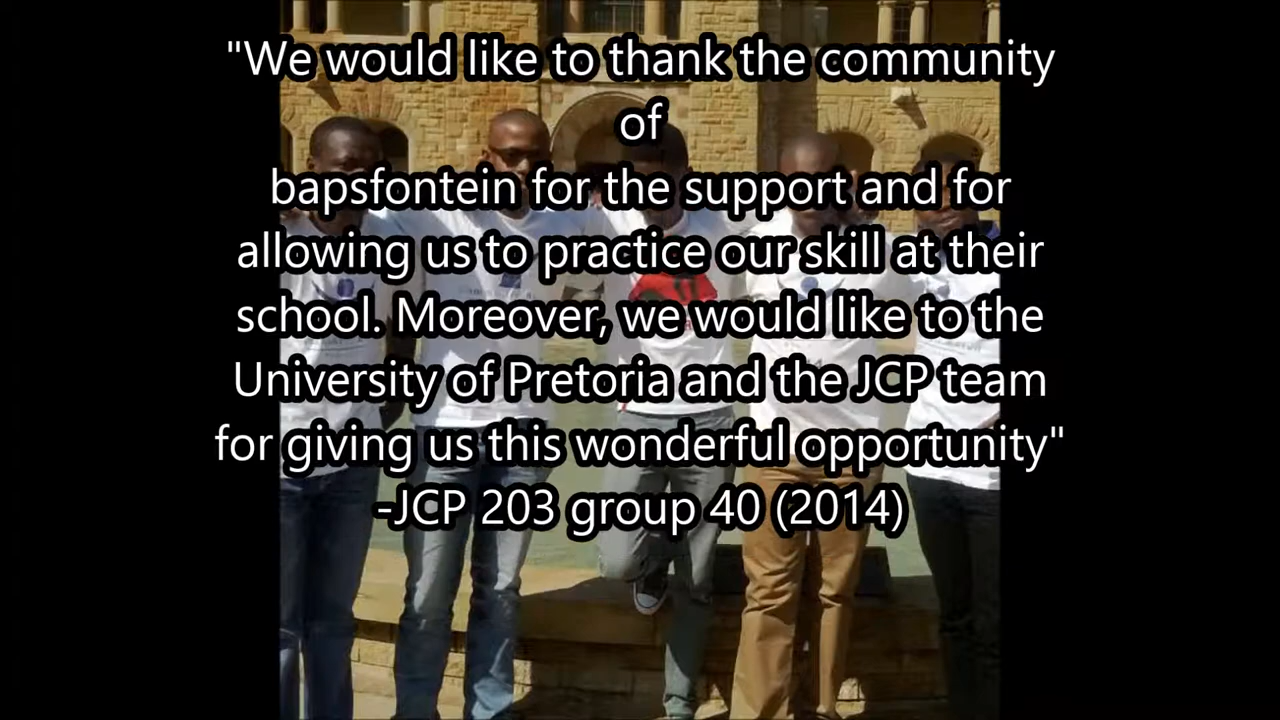 "We would like to thank the community
of
bapsfontein for the support and for
allowing us to practice our skill at their
school. Moreover, we would like to the
University of Pretoria and the JCP team
for giving us this wonderful opportunity"
-JCP 203 group 40 (2014)